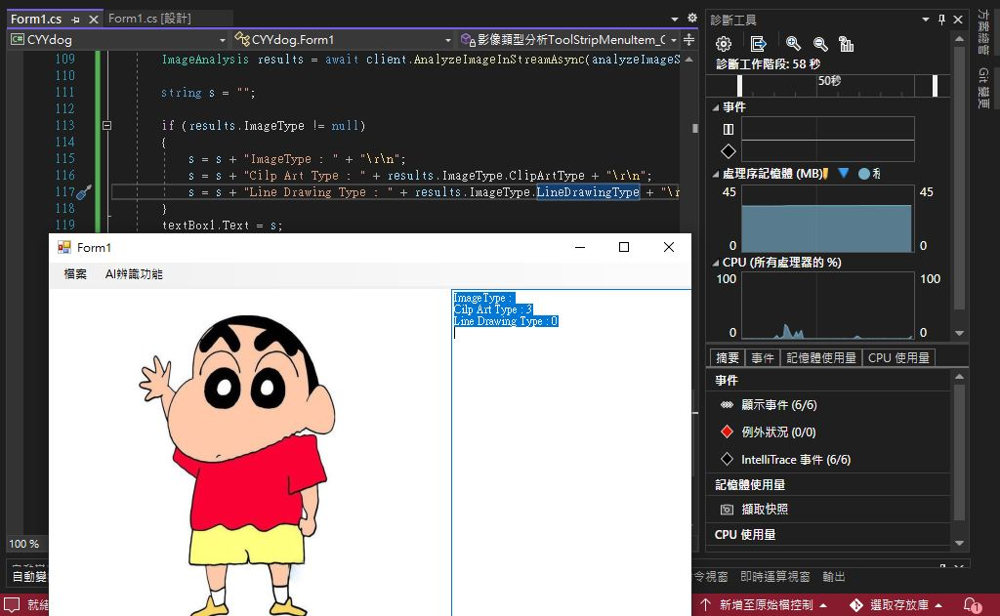 Form1.cs
Form1.cs [設計]
CYYdog
CYYdog.Form1
影像類型分析ToolStripMenuItem_C
109 ImageAnalysis results = await client.AnalyzeImageInStreamAsync(analyzeImageS
110
111 string s = "";
112
113 if (results.ImageType != null)
114 {
115 s = s + "ImageType : " + "\r\n";
116 s = s + "Cilp Art Type : " + results.ImageType.ClipArtType + "\r\n";
117 s = s + "Line Drawing Type : " + results.ImageType.LineDrawingType + "\r
118 }
119 textBox1.Text = s;
Form1
檔案 AI辨識功能
ImageType :
Cilp Art Type : 3
Line Drawing Type : 0
100 %
就緒
診斷工具
診斷工作階段: 58 秒
50秒
事件
處理序記憶體 (MB)
45 45
0 0
CPU (所有處理器的 %)
100 100
0 0
摘要 事件 記憶體使用量 CPU 使用量
事件
顯示事件 (6/6)
例外狀況 (0/0)
IntelliTrace 事件 (6/6)
記憶體使用量
擷取快照
CPU 使用量
自動變
令視窗 即時運算視窗 輸出
新增至原始檔控制 選取存放庫 1
方案總管
Git 變更